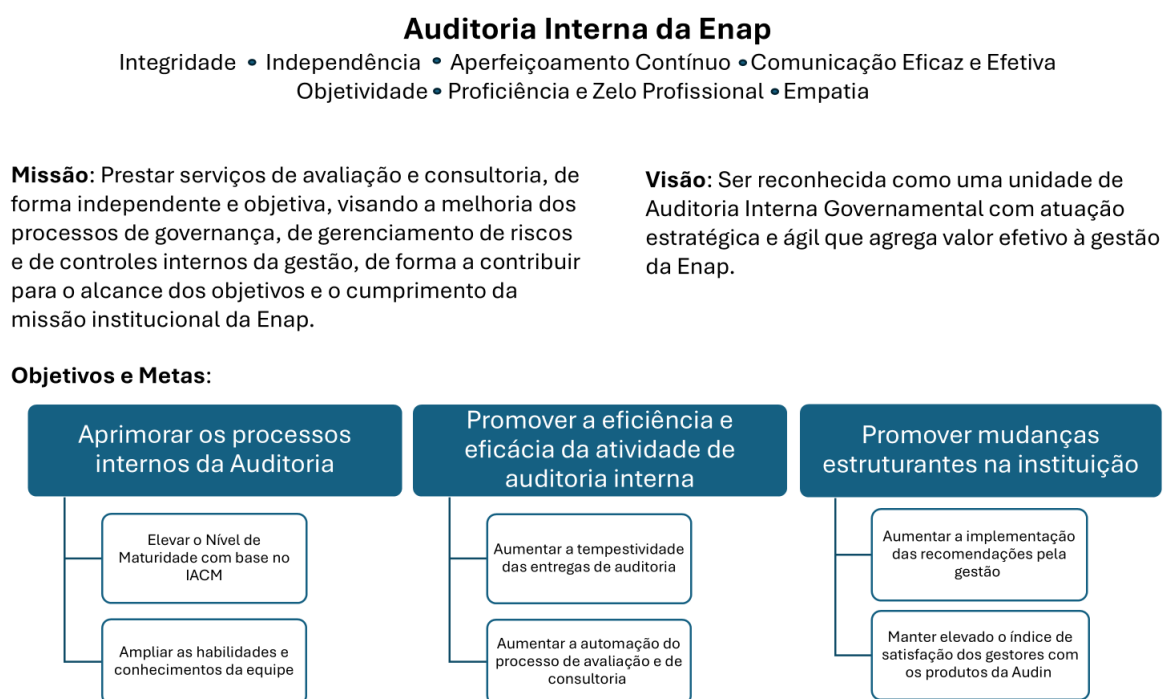 Auditoria Interna da Enap
Integridade • Independência • Aperfeiçoamento Contínuo • Comunicação Eficaz e Efetiva
Objetividade • Proficiência e Zelo Profissional • Empatia
Missão: Prestar serviços de avaliação e consultoria, de
forma independente e objetiva, visando a melhoria dos
processos de governança, de gerenciamento de riscos
e de controles internos da gestão, de forma a contribuir
para o alcance dos objetivos e o cumprimento da
missão institucional da Enap.
Visão: Ser reconhecida como uma unidade de
Auditoria Interna Governamental com atuação
estratégica e ágil que agrega valor efetivo à gestão
da Enap.
Objetivos e Metas:
Aprimorar os processos
internos da Auditoria
Elevar o Nível de
Maturidade com base no
IACM
Ampliar as habilidades e
conhecimentos da equipe
Promover a eficiência e
eficácia da atividade de
auditoria interna
Aumentar a tempestividade
das entregas de auditoria
Aumentar a automação do
processo de avaliação e de
consultoria
Promover mudanças
estruturantes na instituição
Aumentar a implementação
das recomendações pela
gestão
Manter elevado o índice de
satisfação dos gestores com
os produtos da Audin